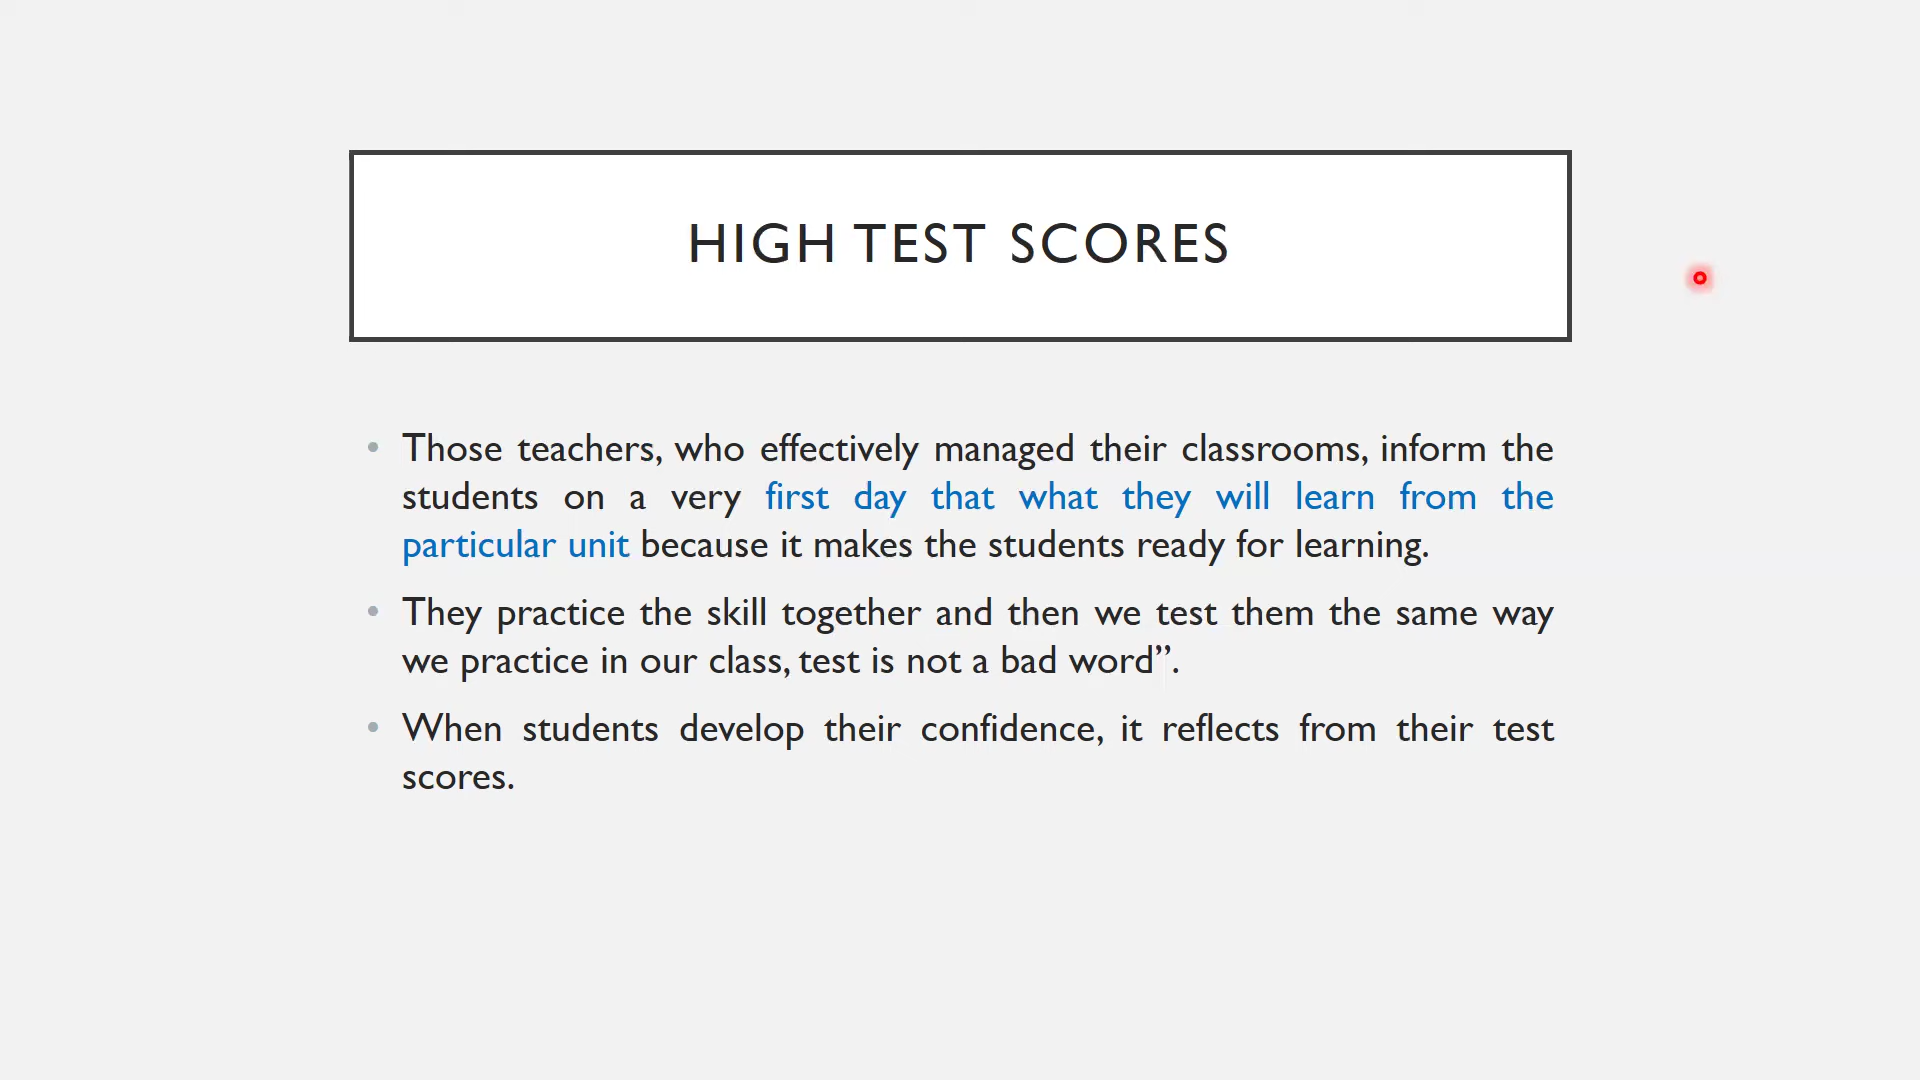 HIGH TEST SCORES
• Those teachers, who effectively managed their classrooms, inform the
students on a very first day that what they will learn from the
particular unit because it makes the students ready for learning.
• They practice the skill together and then we test them the same way
we practice in our class, test is not a bad word”.
• When students develop their confidence, it reflects from their test
scores.